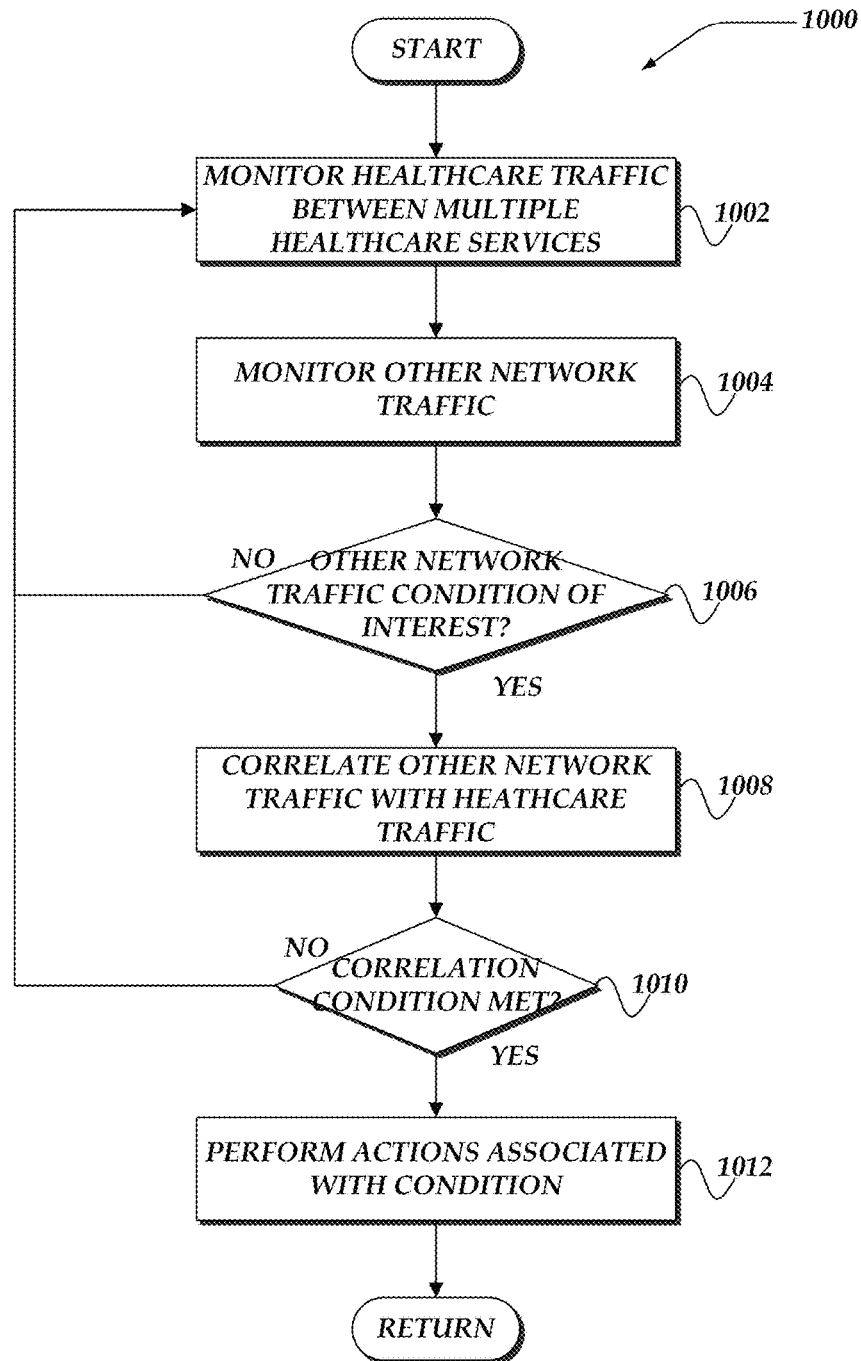 1000
START
MONITOR HEALTHCARE TRAFFIC
BETWEEN MULTIPLE
HEALTHCARE SERVICES
1002
MONITOR OTHER NETWORK
TRAFFIC
1004
NO
OTHER NETWORK
TRAFFIC CONDITION OF
INTEREST?
1006
YES
CORRELATE OTHER NETWORK
TRAFFIC WITH HEATHCARE
TRAFFIC
1008
NO
CORRELATION
CONDITION MET?
1010
YES
PERFORM ACTIONS ASSOCIATED
WITH CONDITION
1012
RETURN